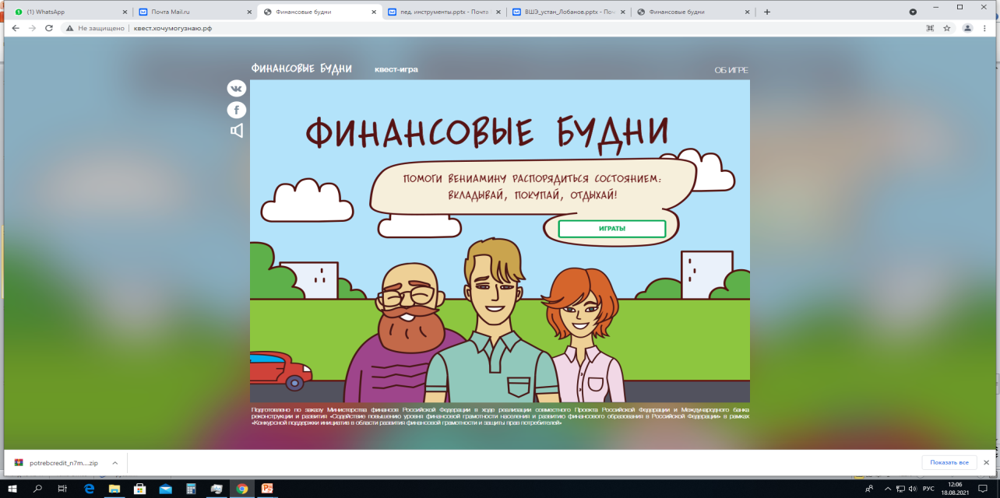 (1) WhatsApp
Почта Mail.ru
Финансовые будни
пед. инструменты.pptx - Почта
ВШЭ_устан_Лобанов.pptx - Поч
Финансовые будни
Не защищено | квест.хочумогузнаю.рф
ФИНАНСОВЫЕ БУДНИ
квест-игра
ОБ ИГРЕ
ФИНАНСОВЫЕ БУДНИ
ПОМОГИ ВЕНИАМИНУ РАСПОРЯДИТЬСЯ СОСТОЯНИЕМ:
ВКЛАДЫВАЙ, ПОКУПАЙ, ОТДЫХАЙ!
ИГРАТЬ!
Подготовлено по заказу Министерства финансов Российской Федерации в ходе реализации совместного Проекта Российской Федерации и Международного банка
реконструкции и развития «Содействие повышению уровня финансовой грамотности населения и развитию финансового образования в Российской Федерации» в рамках
«Конкурсной поддержки инициатив в области развития финансовой грамотности и защиты прав потребителей»
potrebcredit_n7m....zip
Показать все
РУС
12:06
18.08.2021